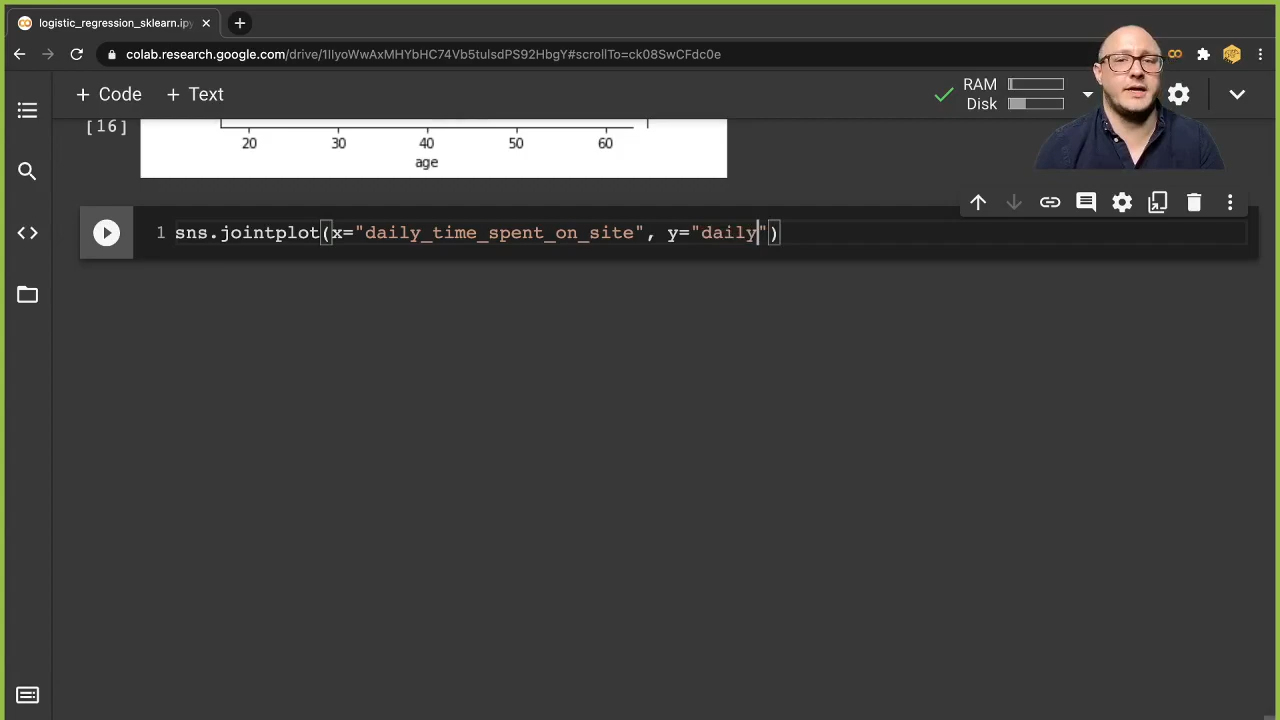 logistic_regression_sklearn.ipy
colab.research.google.com/drive/1IlyoWwAxMHYbHC74Vb5tulsdPS92HbgY#scrollTo=ck08SwCFdc0e
+ Code + Text
RAM
Disk
[16]
20 30 40 50 60
age
1 sns.jointplot(x="daily_time_spent_on_site", y="daily")